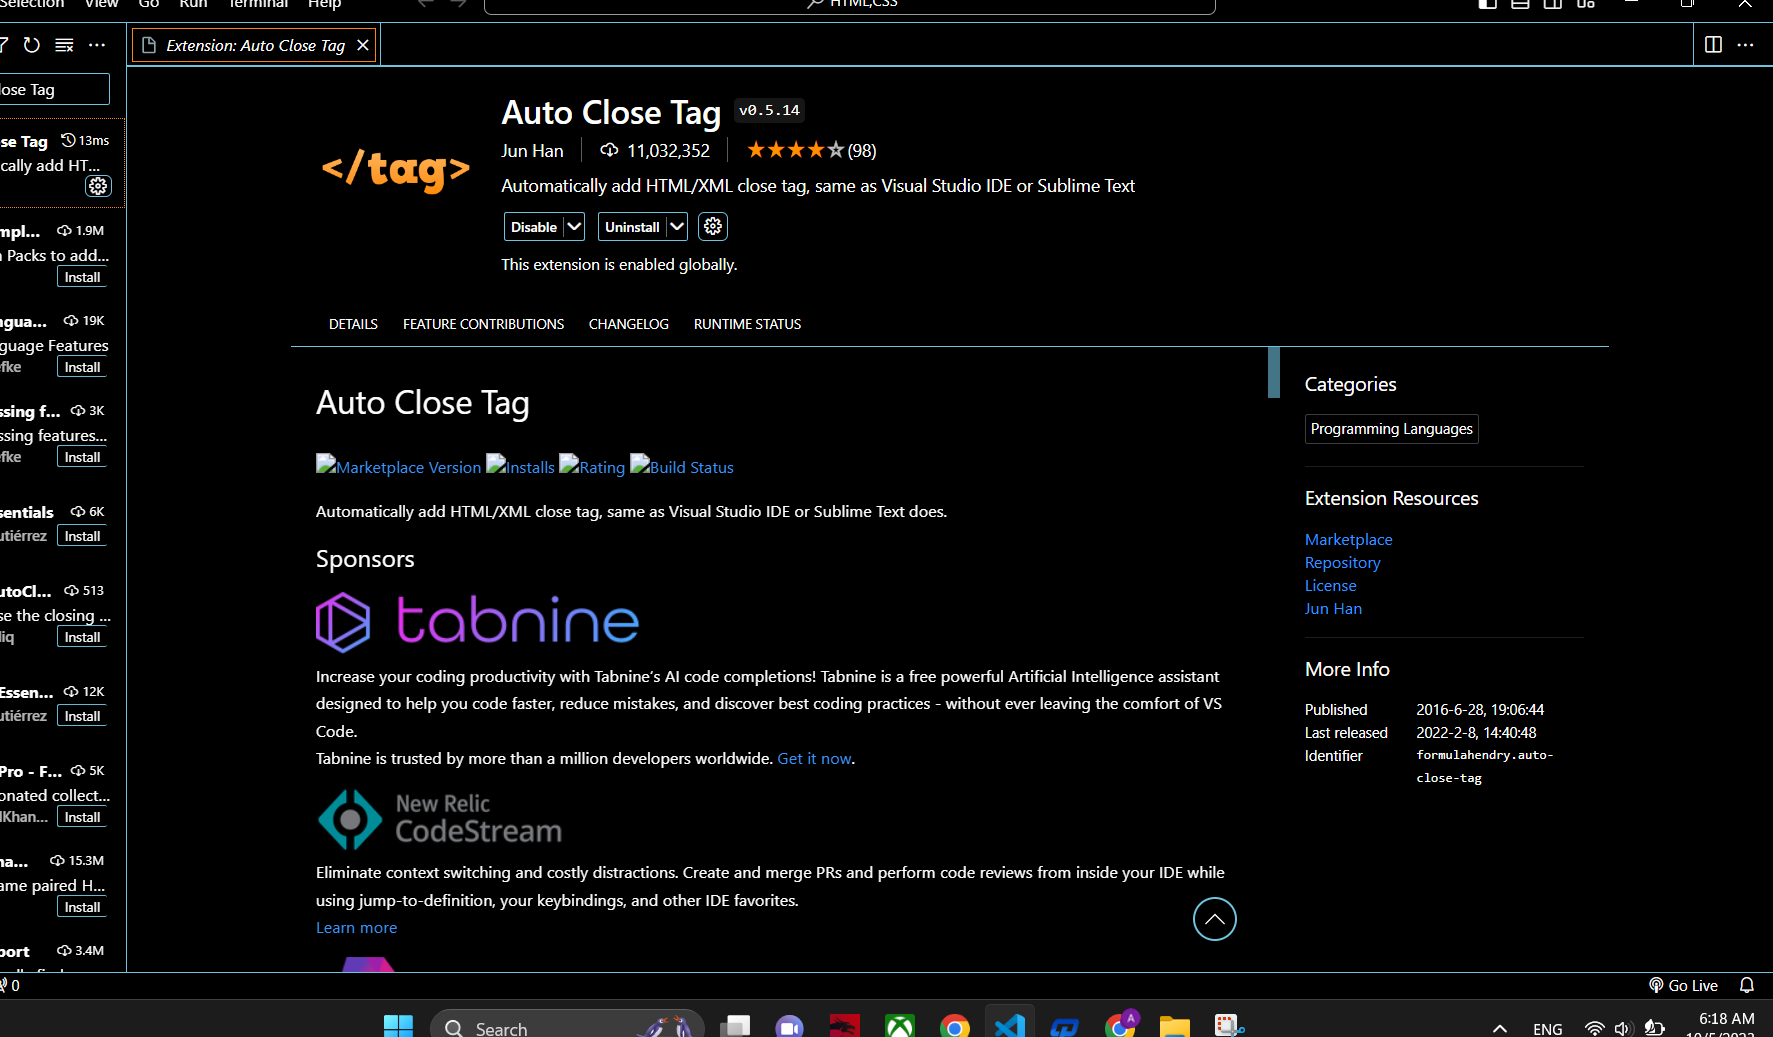 Selection View Go Run Terminal Help
HTML,CSS
Extension: Auto Close Tag
lose Tag
se Tag 13ms
cally add HT...
mpl... 1.9M
n Packs to add...
Install
ngua... 19K
guage Features
efke Install
ssing f... 3K
ssing features...
efke Install
sentials 6K
utiérrez Install
utoCl... 513
se the closing ...
liq Install
Essen... 12K
utiérrez Install
Pro - F... 5K
onated collect...
IKhan... Install
na... 15.3M
ame paired H...
Install
port 3.4M
Auto Close Tag v0.5.14
Jun Han 11,032,352 (98)
</tag>
Automatically add HTML/XML close tag, same as Visual Studio IDE or Sublime Text
Disable Uninstall
This extension is enabled globally.
DETAILS FEATURE CONTRIBUTIONS CHANGELOG RUNTIME STATUS
Auto Close Tag
Marketplace Version Installs Rating Build Status
Automatically add HTML/XML close tag, same as Visual Studio IDE or Sublime Text does.
Sponsors
tabnine
Increase your coding productivity with Tabnine's AI code completions! Tabnine is a free powerful Artificial Intelligence assistant
designed to help you code faster, reduce mistakes, and discover best coding practices - without ever leaving the comfort of VS
Code.
Tabnine is trusted by more than a million developers worldwide. Get it now.
New Relic
CodeStream
Eliminate context switching and costly distractions. Create and merge PRs and perform code reviews from inside your IDE while
using jump-to-definition, your keybindings, and other IDE favorites.
Learn more
Categories
Programming Languages
Extension Resources
Marketplace
Repository
License
Jun Han
More Info
Published 2016-6-28, 19:06:44
Last released 2022-2-8, 14:40:48
Identifier formulahendry.auto-
close-tag
0
Go Live
Search
A
ENG
6:18 AM